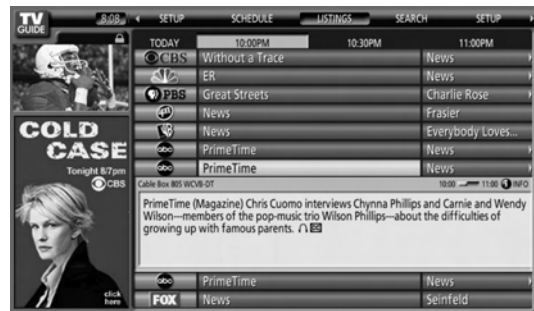 TV GUIDE
8:08
SETUP SCHEDULE LISTINGS SEARCH SETUP
TODAY 10:00PM 10:30PM 11:00PM
CBS Without a Trace News
ER News
PBS Great Streets Charlie Rose
News Frasier
News Everybody Loves...
abc PrimeTime News
abc PrimeTime News
Cable Box 805 WCVB-DT 10:00 11:00 INFO
PrimeTime (Magazine) Chris Cuomo interviews Chynna Phillips and Carnie and Wendy
Wilson---members of the pop-music trio Wilson Phillips---about the difficulties of
growing up with famous parents.
abc PrimeTime News
FOX News Seinfeld
COLD
CASE
Tonight 8/7pm
CBS
click
here